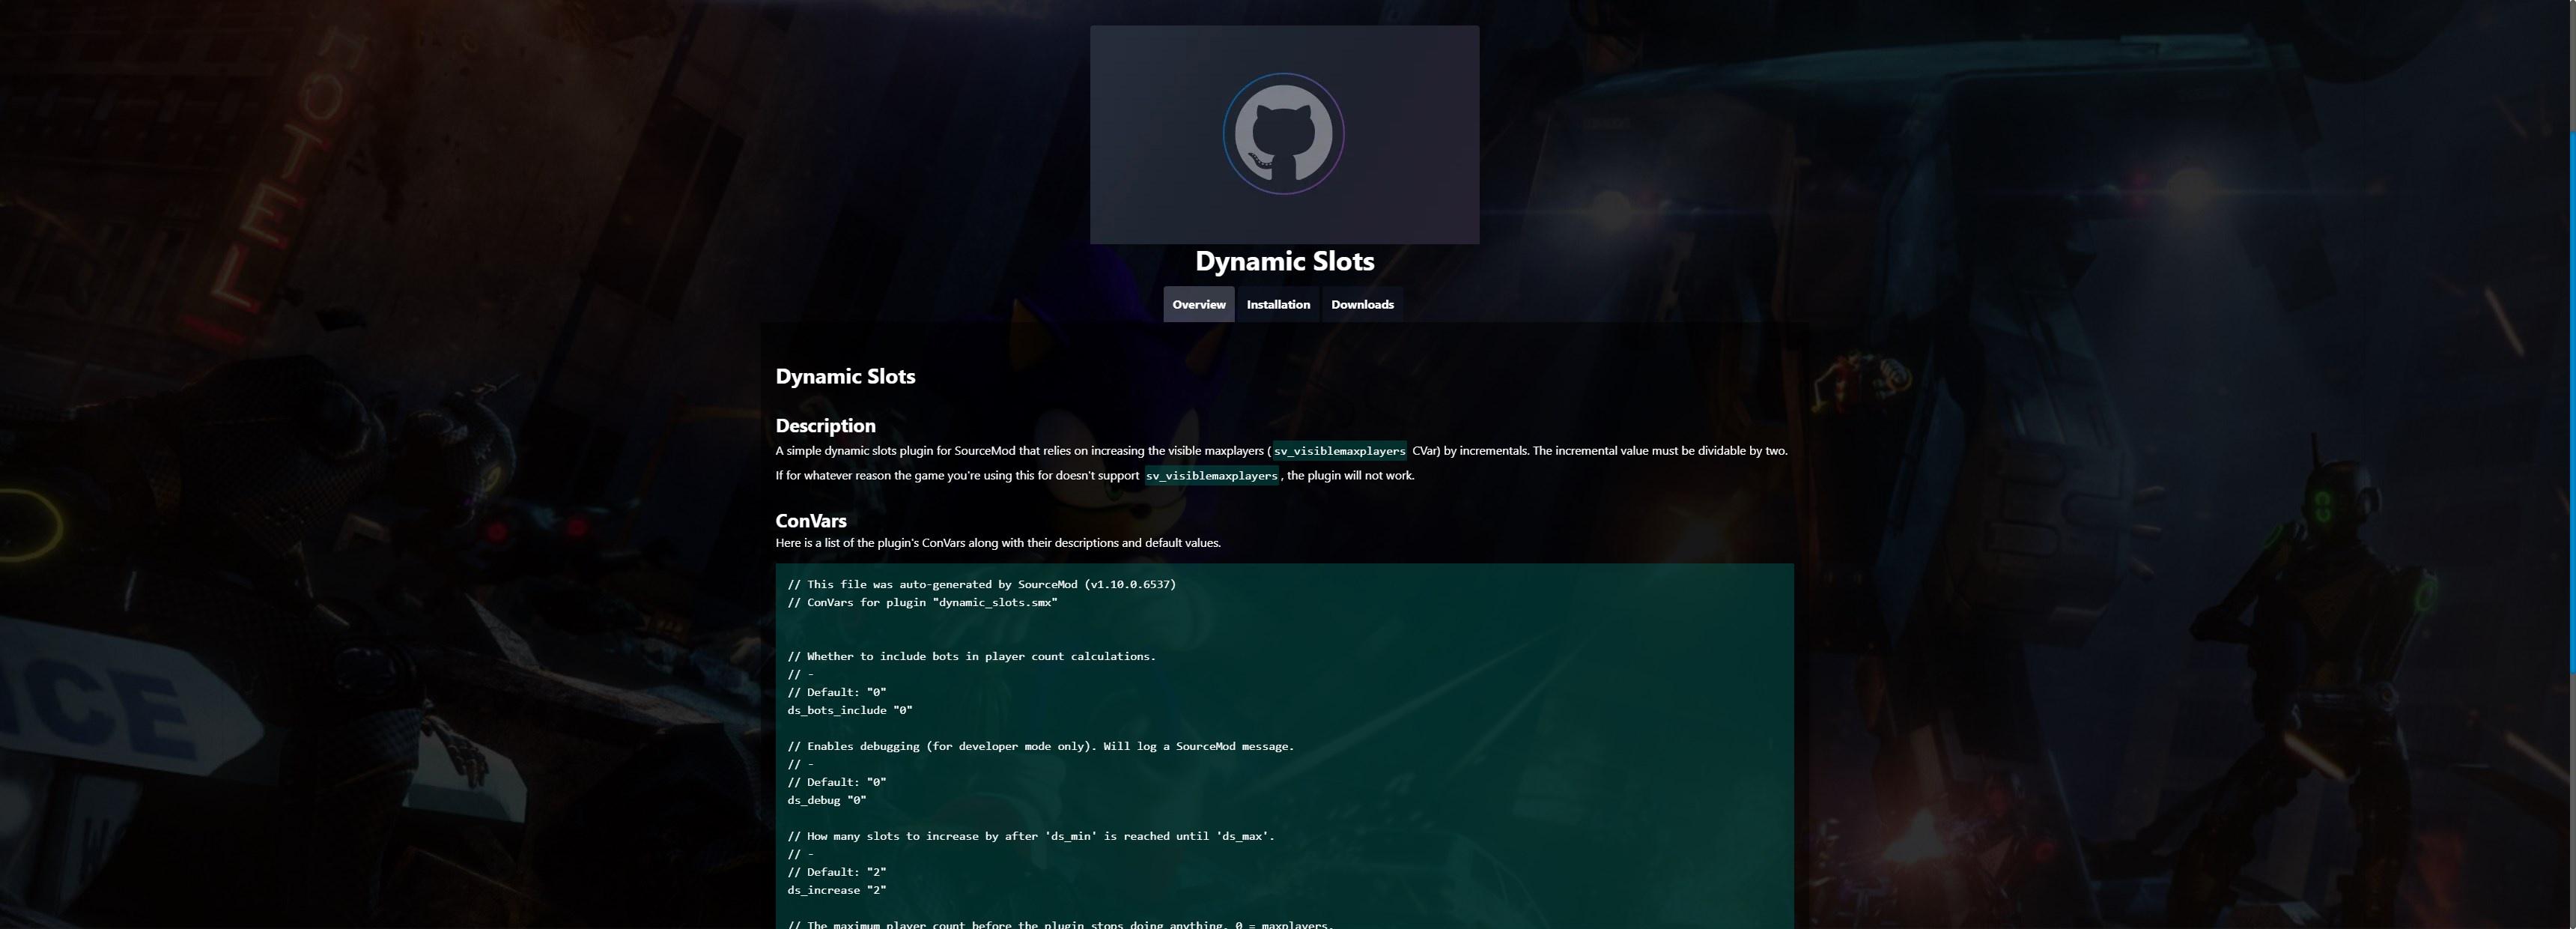 HOTEL
Dynamic Slots
Overview Installation Downloads
Dynamic Slots
Description
A simple dynamic slots plugin for SourceMod that relies on increasing the visible maxplayers ( sv_visiblemaxplayers CVar) by incrementals. The incremental value must be dividable by two.
If for whatever reason the game you're using this for doesn't support sv_visiblemaxplayers , the plugin will not work.
ConVars
Here is a list of the plugin's ConVars along with their descriptions and default values.
// This file was auto-generated by SourceMod (v1.10.0.6537)
// ConVars for plugin "dynamic_slots.smx"
// Whether to include bots in player count calculations.
// -
// Default: "0"
ds_bots_include "0"
// Enables debugging (for developer mode only). Will log a SourceMod message.
// -
// Default: "0"
ds_debug "0"
// How many slots to increase by after 'ds_min' is reached until 'ds_max'.
// -
// Default: "2"
ds_increase "2"
// The maximum player count before the plugin stops doing anything. 0 = maxplayers.
ICE